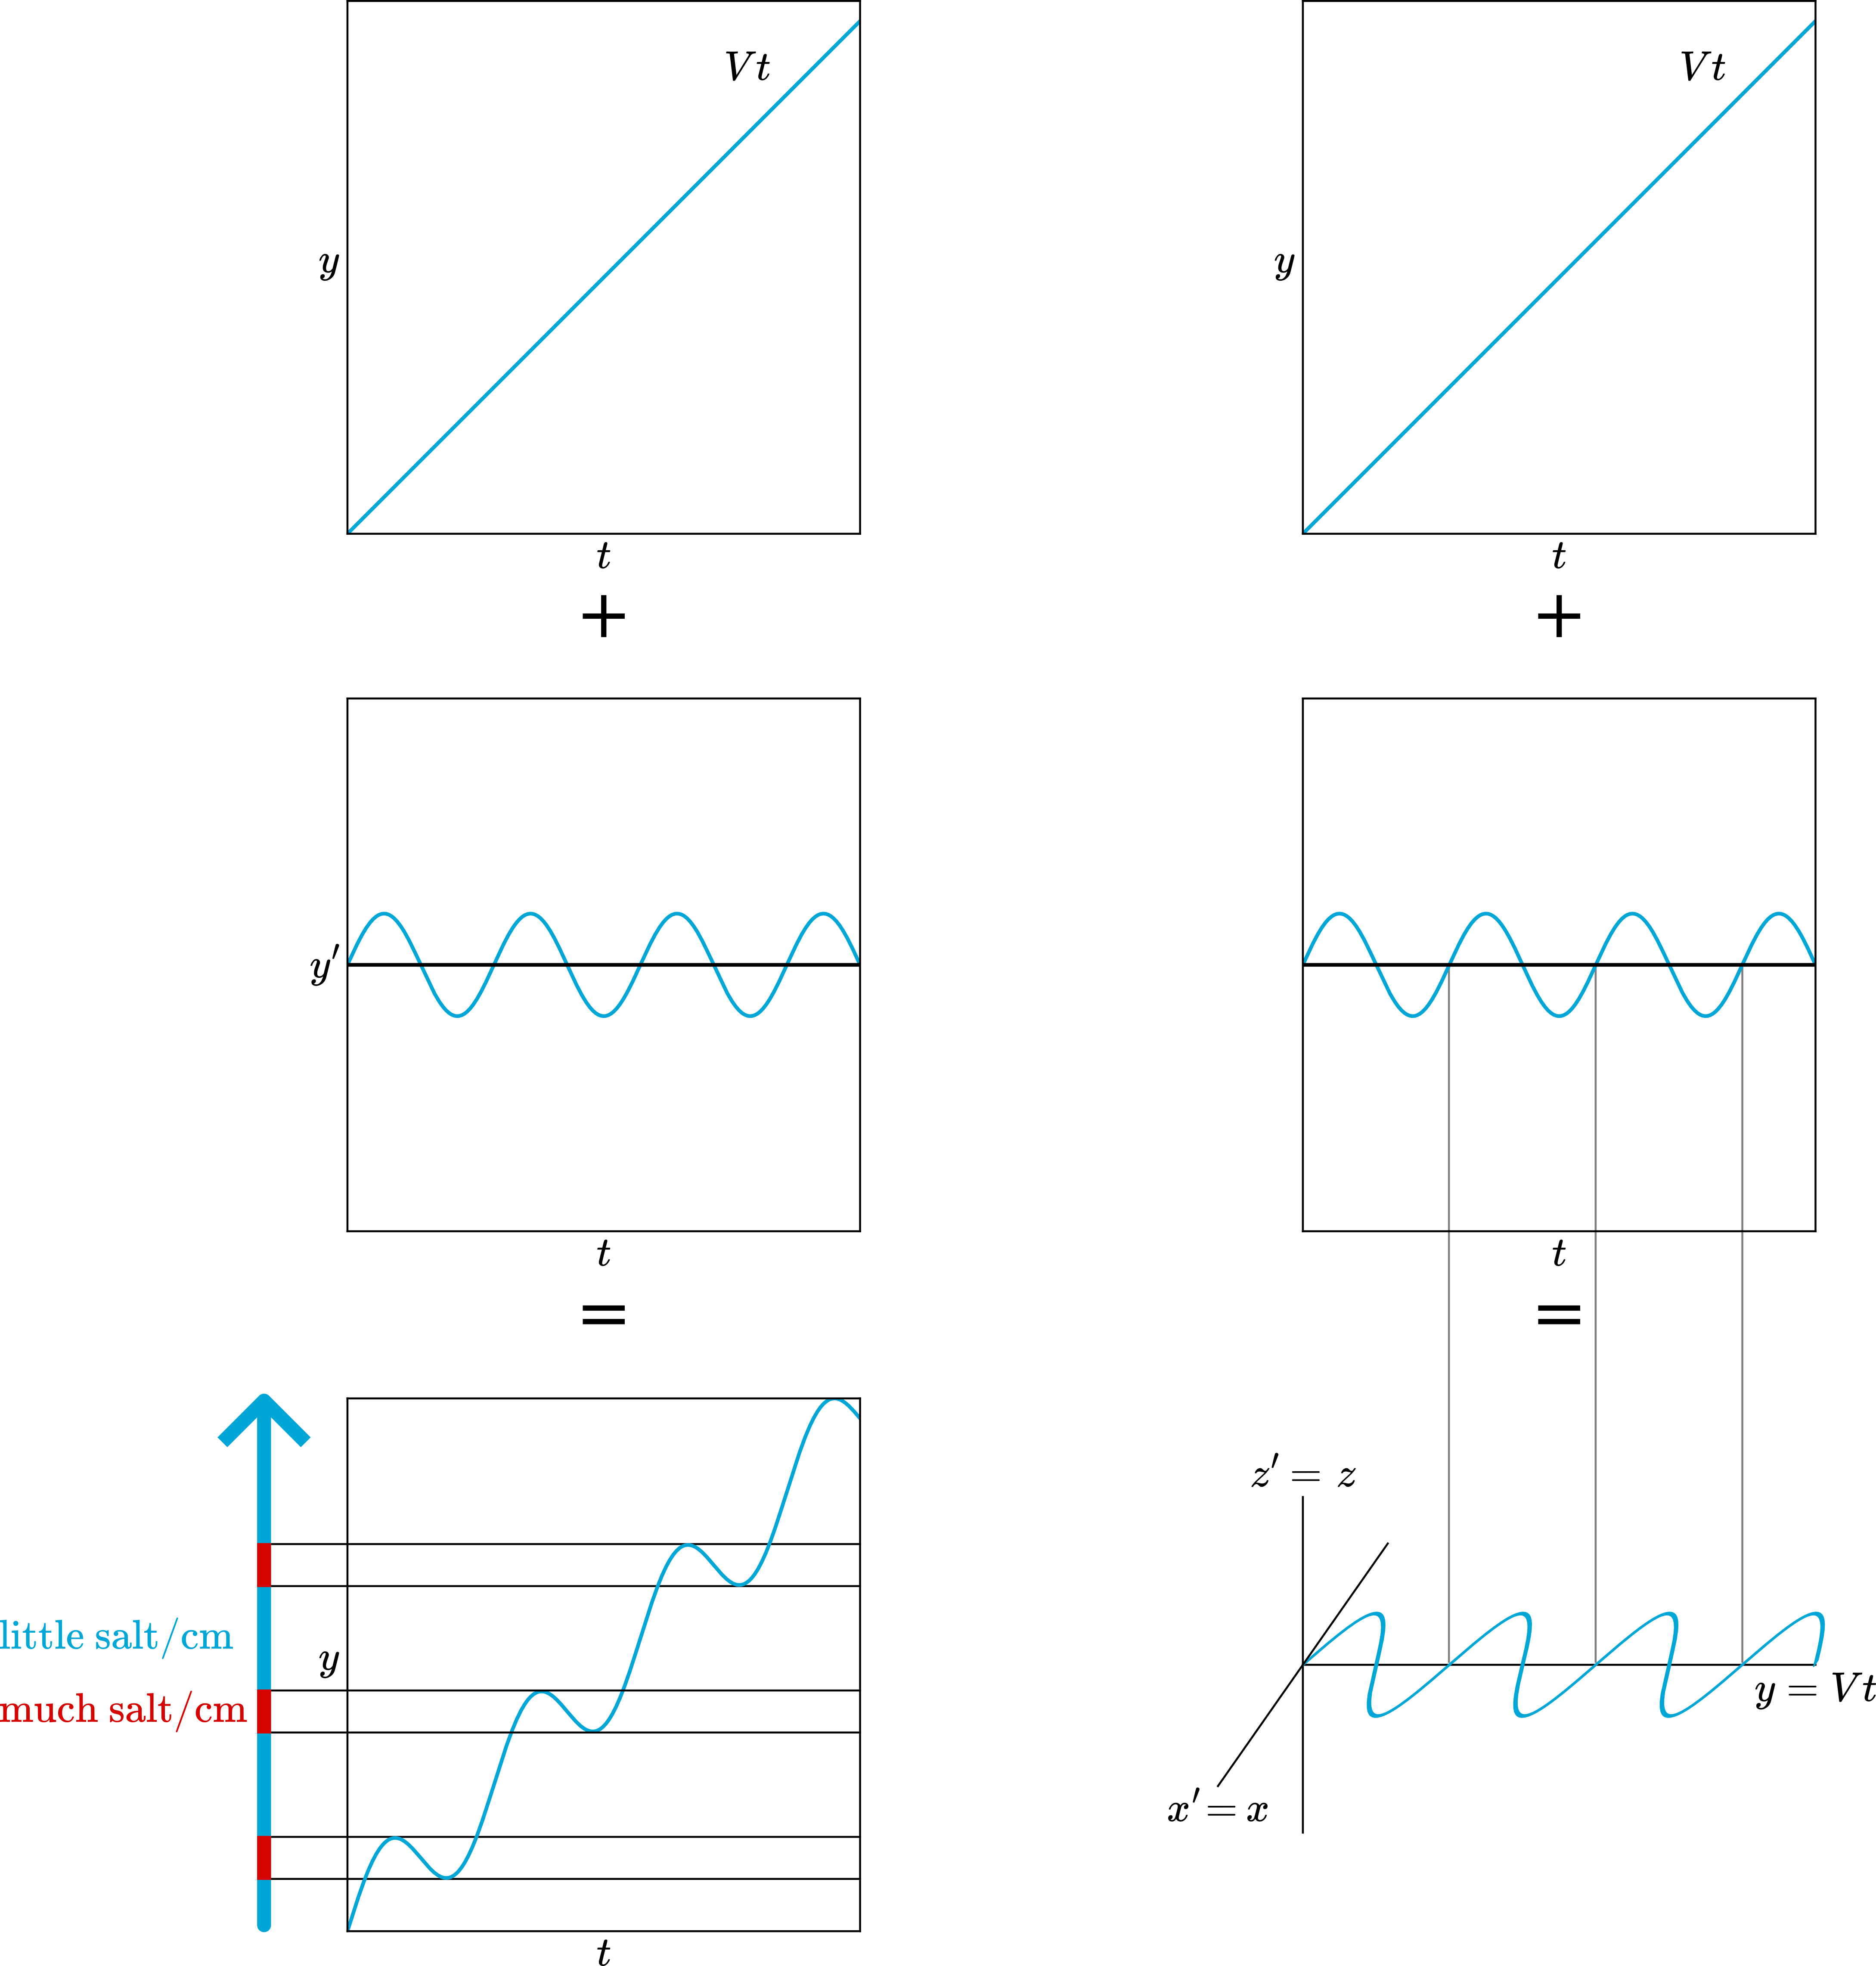 Vt
Vt
y
y
t
t
+
+
y′
t
t
=
=
z′ = z
little salt/cm
y
y = Vt
much salt/cm
x′ = x
t